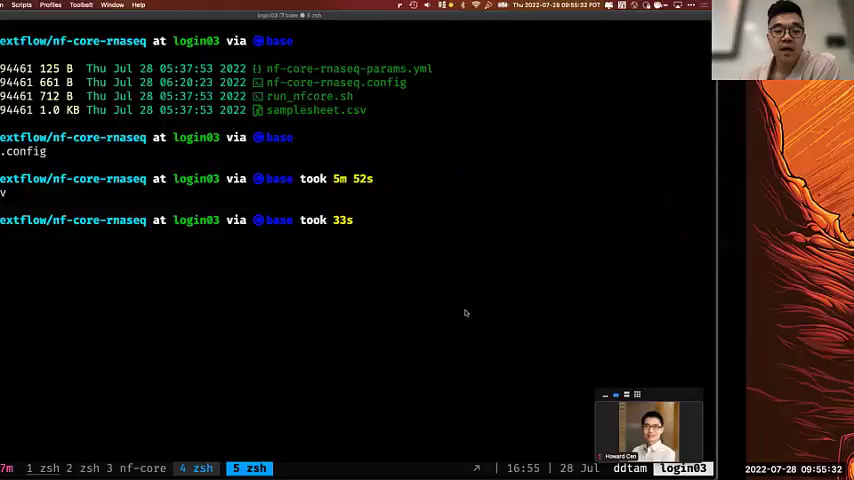 Scripts Profiles Toolbelt Window Help
Thu 2022-07-28 09:55:32 PDT
login03 base 5 zsh
extflow/nf-core-rnaseq at login03 via base
94461 125 B Thu Jul 28 05:37:53 2022 {} nf-core-rnaseq-params.yml
94461 661 B Thu Jul 28 06:20:23 2022 nf-core-rnaseq.config
94461 712 B Thu Jul 28 05:37:53 2022 run_nfcore.sh
94461 1.0 KB Thu Jul 28 05:37:53 2022 samplesheet.csv
extflow/nf-core-rnaseq at login03 via base
.config
extflow/nf-core-rnaseq at login03 via base took 5m 52s
v
extflow/nf-core-rnaseq at login03 via base took 33s
Howard Cen
7m 1 zsh 2 zsh 3 nf-core 4 zsh 5 zsh ↗ 16:55 | 28 Jul ddtam login03
2022-07-28 09:55:32